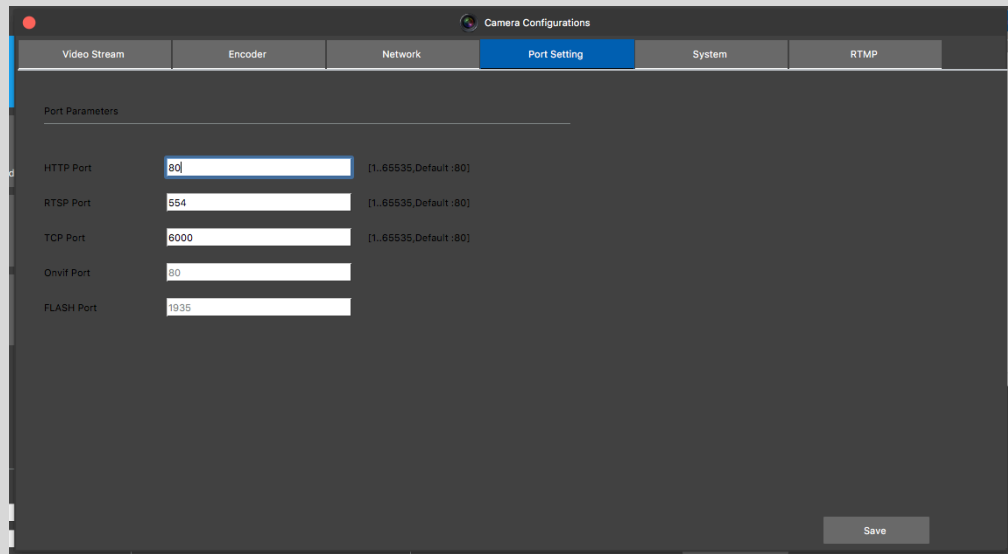 Camera Configurations
Video Stream Encoder Network Port Setting System RTMP
Port Parameters
HTTP Port 80 [1..65535,Default :80]
RTSP Port 554 [1..65535,Default :80]
TCP Port 6000 [1..65535,Default :80]
Onvif Port 80
FLASH Port 1935
Save